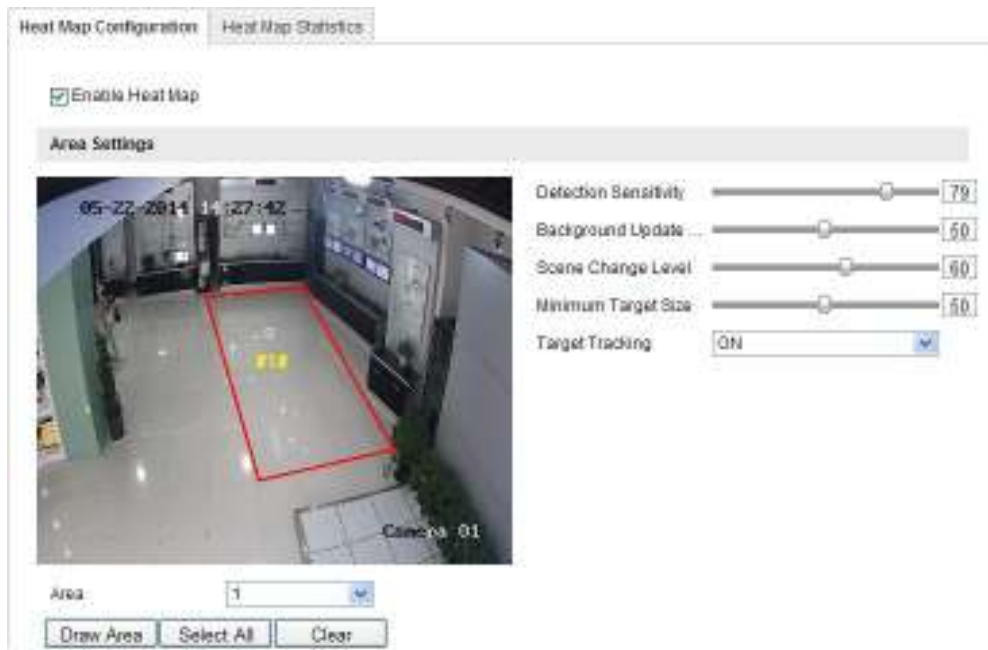 Heat Map Configuration
Heat Map Statistics
Enable Heat Map
Area Settings
05-22-2014 14:27:42
#1#
Camera 01
Detection Sensitivity
79
Background Update ...
50
Scene Change Level
60
Minimum Target Size
50
Target Tracking
ON
Area
1
Draw Area
Select All
Clear